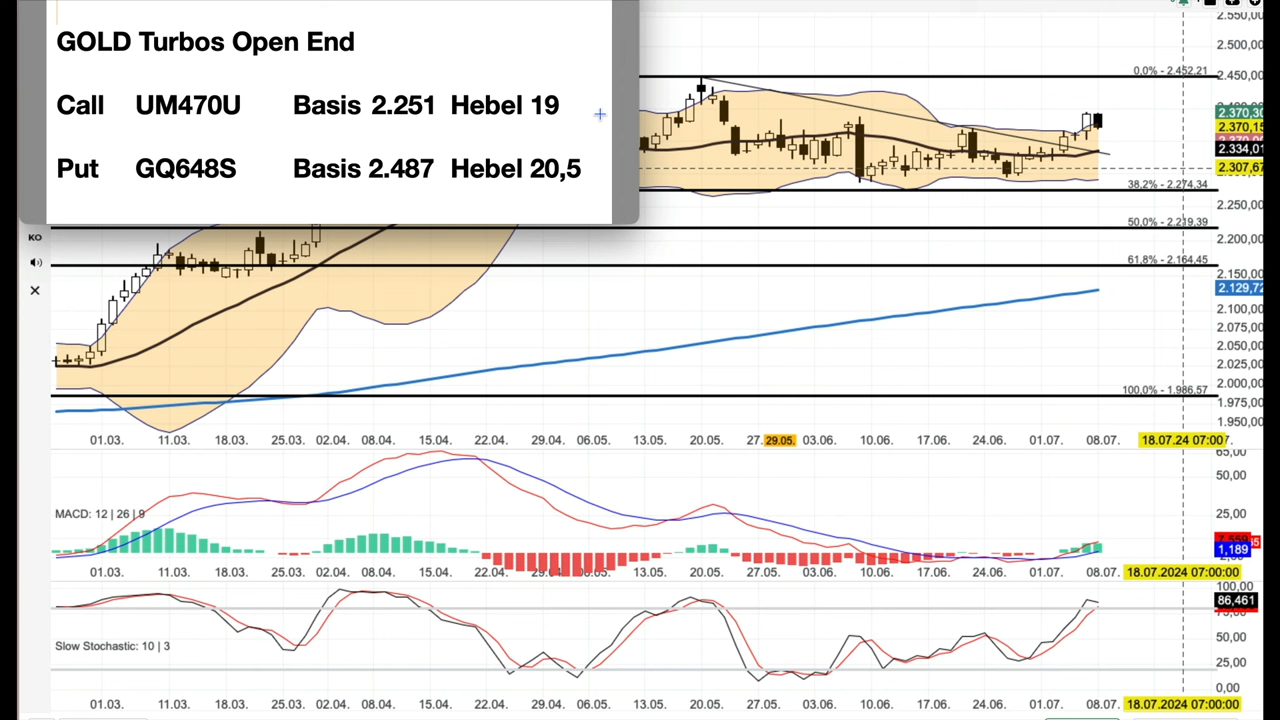 GOLD Turbos Open End
Call UM470U Basis 2.251 Hebel 19
Put GQ648S Basis 2.487 Hebel 20,5
2.500,00
0,0% - 2.452,21
2.450,00
2.370,30
2.370,15
2.334,01
2.307,67
38,2% - 2.274,34
2.250,00
KO
50,0% - 2.219,39
2.200,00
61,8% - 2.164,45
2.150,00
2.129,72
2.100,00
2.075,00
2.050,00
2.025,00
2.000,00
100,0% - 1.986,57
1.975,00
1.950,00
01.03. 11.03. 18.03. 25.03. 02.04. 08.04. 15.04. 22.04. 29.04. 06.05. 13.05. 20.05. 27. 29.05. 03.06. 10.06. 17.06. 24.06. 01.07. 08.07. 18.07.24 07:00
65,00
50,00
25,00
MACD: 12 | 26 | 9
1,189
01.03. 11.03. 18.03. 25.03. 02.04. 08.04. 15.04. 22.04. 29.04. 06.05. 13.05. 20.05. 27.05. 03.06. 10.06. 17.06. 24.06. 01.07. 08.07. 18.07.2024 07:00:00
100,00
86,461
50,00
Slow Stochastic: 10 | 3
25,00
0,00
01.03. 11.03. 18.03. 25.03. 02.04. 08.04. 15.04. 22.04. 29.04. 06.05. 13.05. 20.05. 27.05. 03.06. 10.06. 17.06. 24.06. 01.07. 08.07. 18.07.2024 07:00:00